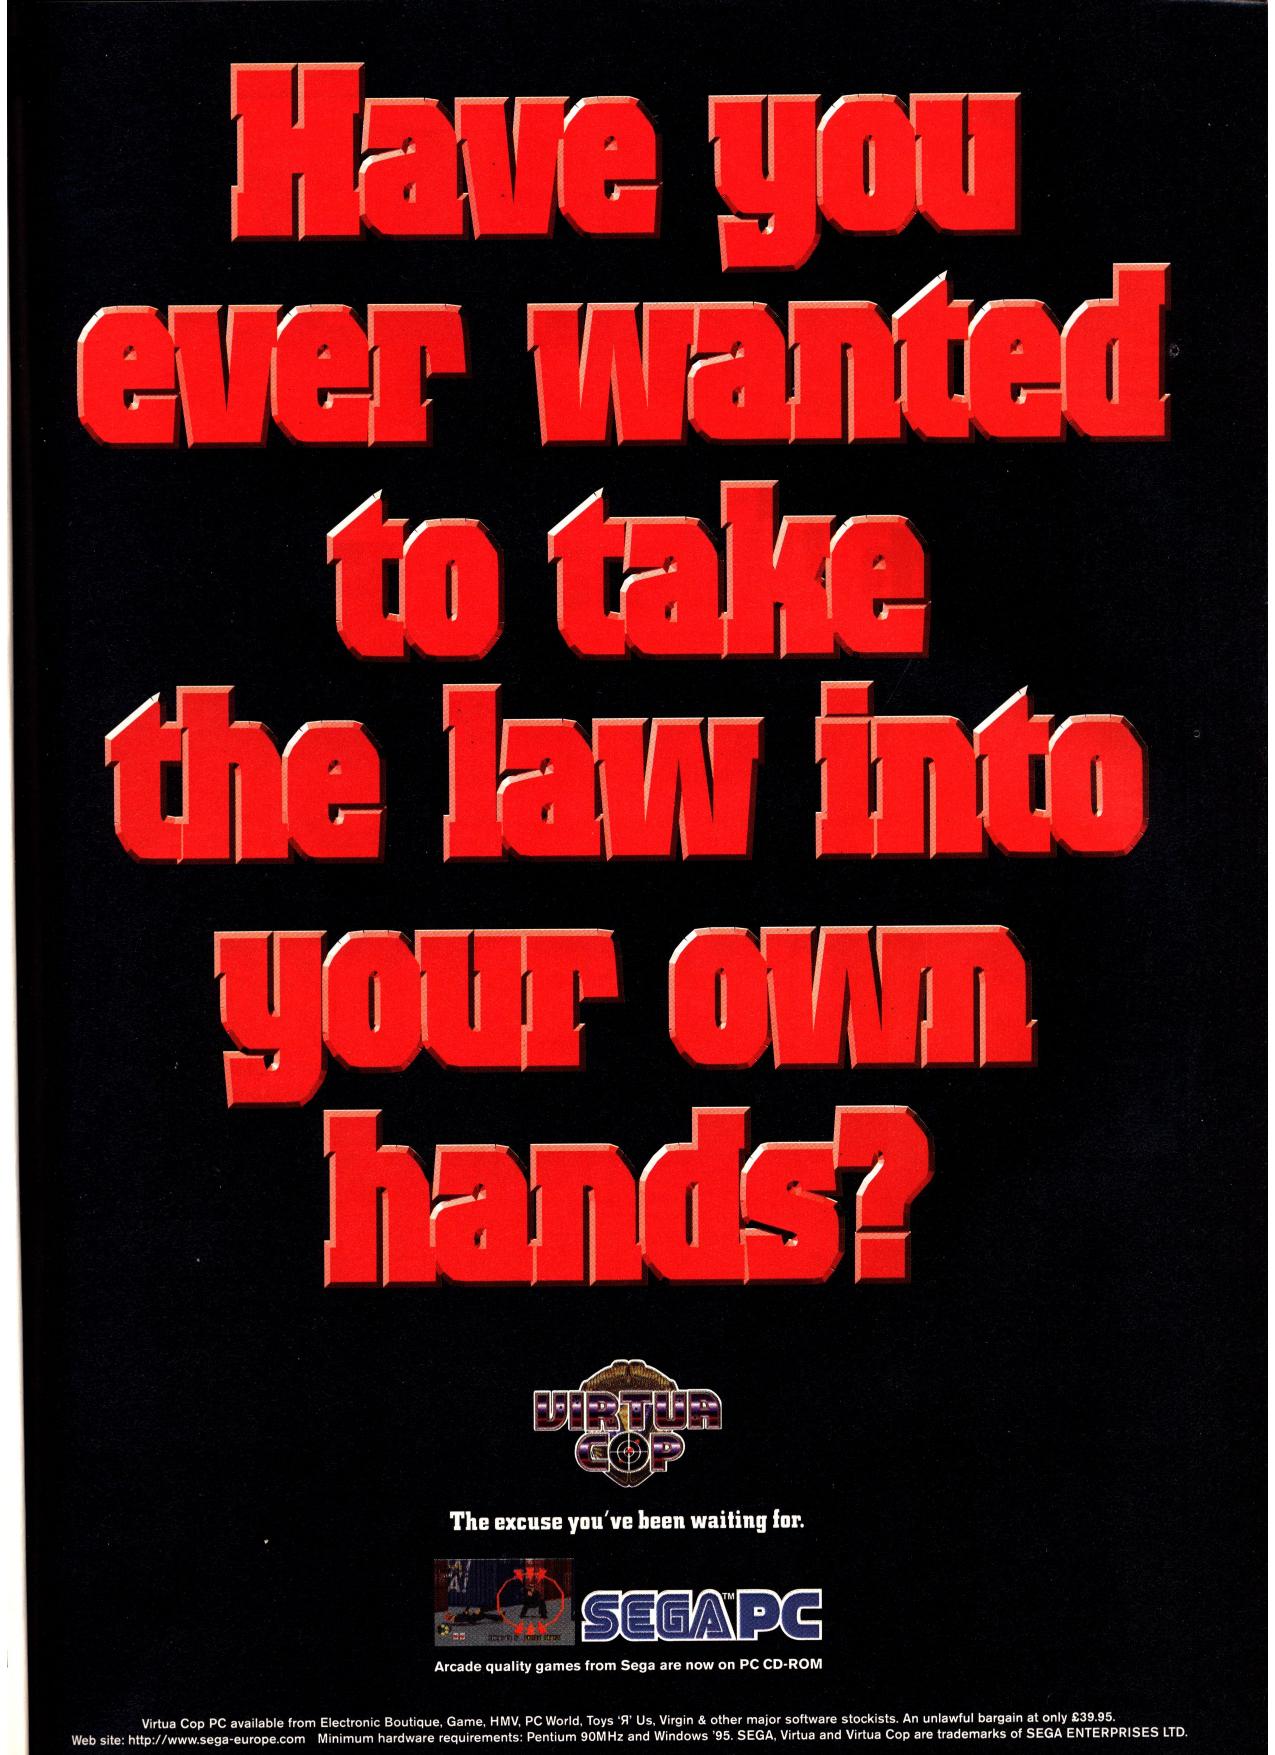 Have you
ever wanted
to take
the law into
your own
hands?
VIRTUA
COP
The excuse you've been waiting for.
A!
SEGA™ PC
Arcade quality games from Sega are now on PC CD-ROM
Virtua Cop PC available from Electronic Boutique, Game, HMV, PC World, Toys 'Я' Us, Virgin & other major software stockists. An unlawful bargain at only £39.95.
Web site: http://www.sega-europe.com Minimum hardware requirements: Pentium 90MHz and Windows '95. SEGA, Virtua and Virtua Cop are trademarks of SEGA ENTERPRISES LTD.